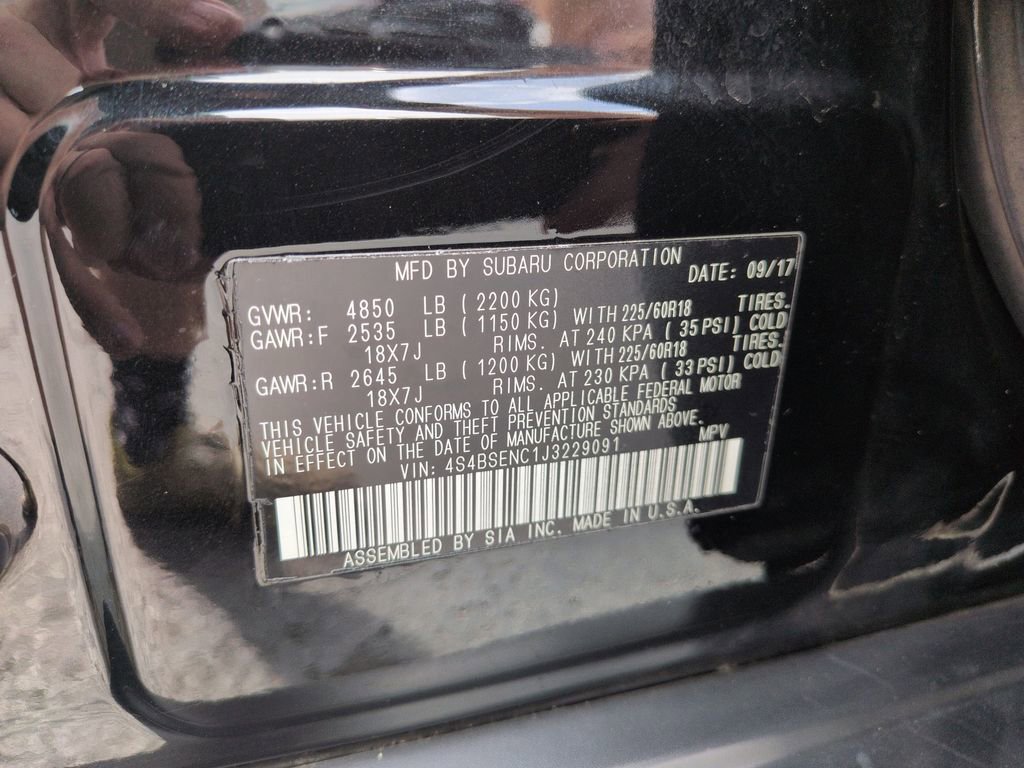 MFD BY SUBARU CORPORATION DATE: 09/17
GVWR: 4850 LB ( 2200 KG)
GAWR:F 2535 LB ( 1150 KG) WITH 225/60R18 TIRES.
18X7J RIMS. AT 240 KPA ( 35 PSI) COLD
GAWR:R 2645 LB ( 1200 KG) WITH 225/60R18 TIRES.
18X7J RIMS. AT 230 KPA ( 33 PSI) COLD
THIS VEHICLE CONFORMS TO ALL APPLICABLE FEDERAL MOTOR
VEHICLE SAFETY AND THEFT PREVENTION STANDARDS
IN EFFECT ON THE DATE OF MANUFACTURE SHOWN ABOVE.
VIN: 4S4BSENC1J3229091 MPV
ASSEMBLED BY SIA INC. MADE IN U.S.A.